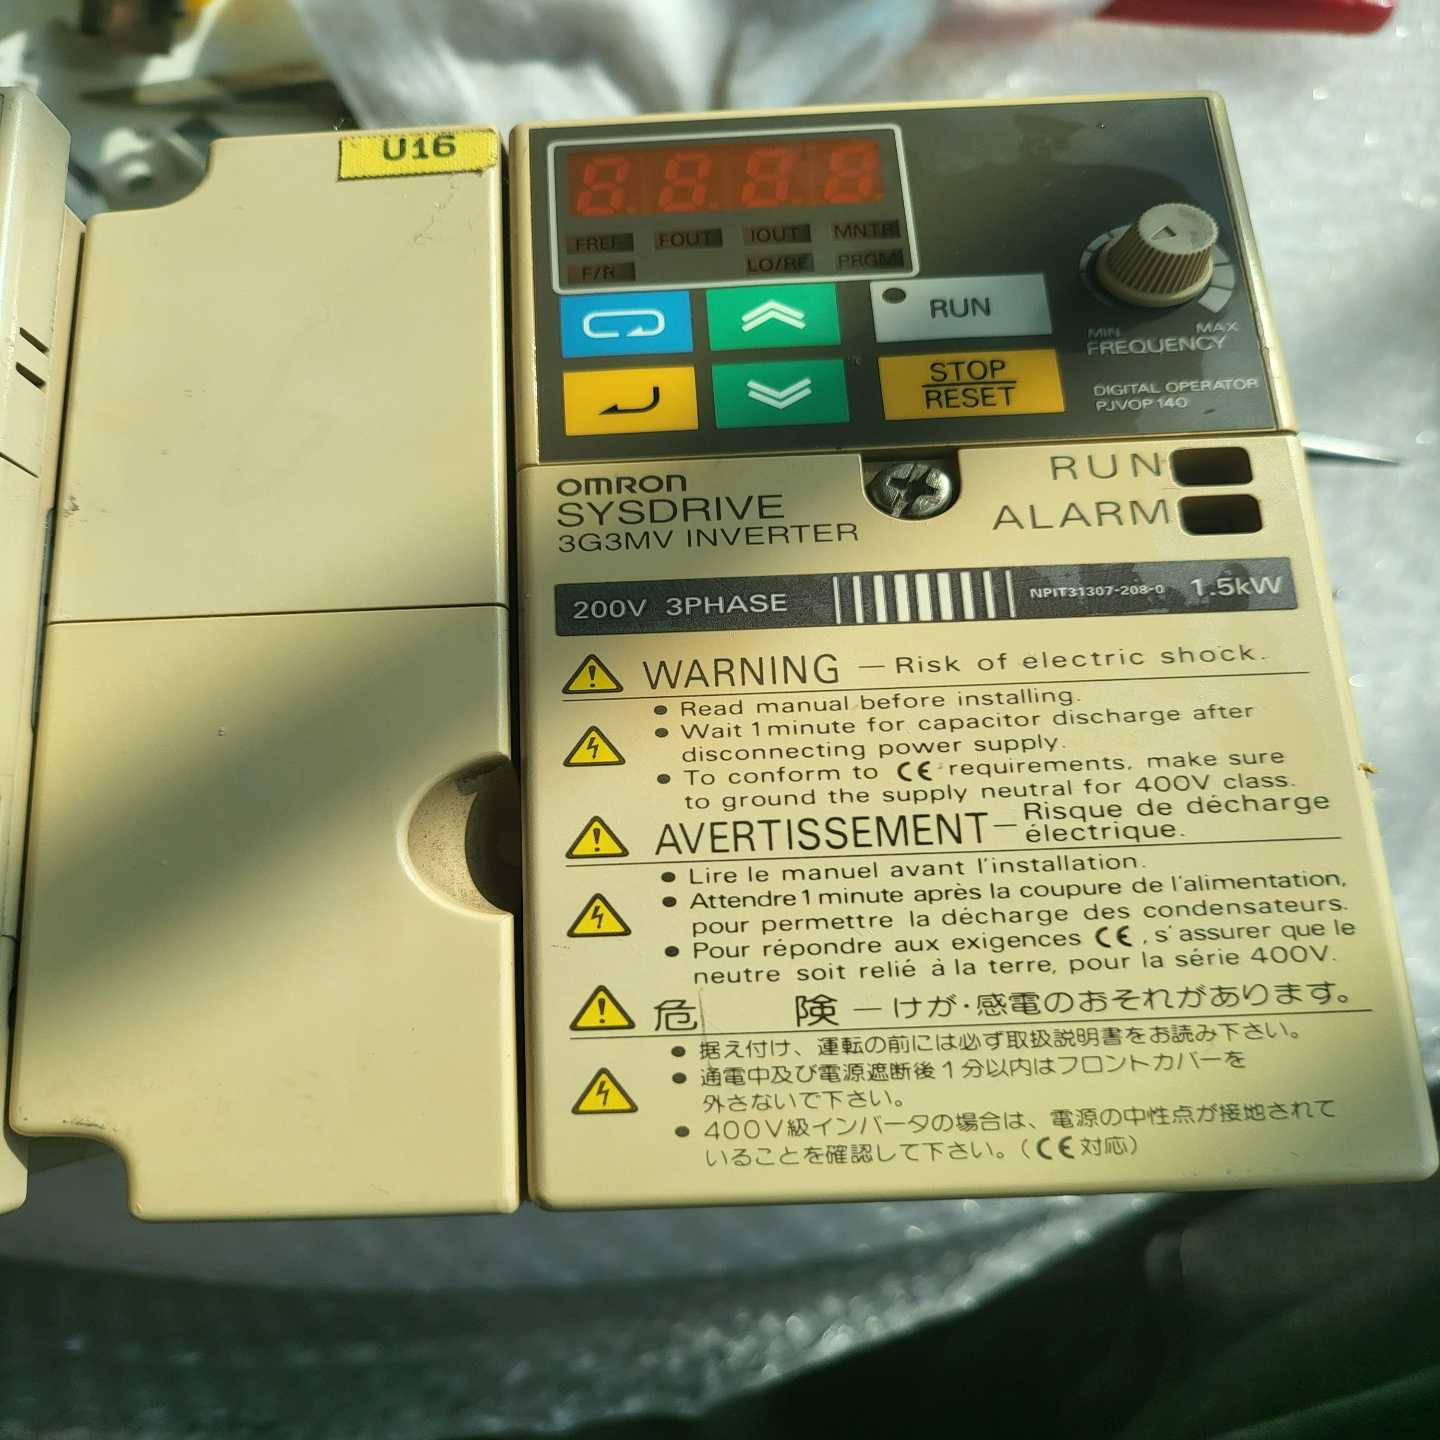 U16
8.8.8.8
FREF FOUT IOUT MNTR
F/R LO/RE PRGM
RUN
STOP
RESET
MIN MAX
FREQUENCY
DIGITAL OPERATOR
PJVOP140
OMRON
SYSDRIVE
3G3MV INVERTER
RUN
ALARM
200V 3PHASE NPIT31307-208-0 1.5kW
WARNING — Risk of electric shock.
● Read manual before installing.
● Wait 1 minute for capacitor discharge after
disconnecting power supply.
● To conform to CE requirements, make sure
to ground the supply neutral for 400V class.
AVERTISSEMENT — Risque de décharge
électrique.
● Lire le manuel avant l'installation.
● Attendre 1 minute après la coupure de l'alimentation,
pour permettre la décharge des condensateurs.
● Pour répondre aux exigences CE, s'assurer que le
neutre soit relié à la terre, pour la série 400V.
危 険 — けが・感電のおそれがあります。
● 据え付け、運転の前には必ず取扱説明書をお読み下さい。
● 通電中及び電源遮断後1分以内はフロントカバーを
外さないで下さい。
● 400V級インバータの場合は、電源の中性点が接地されて
いることを確認して下さい。(CE対応)